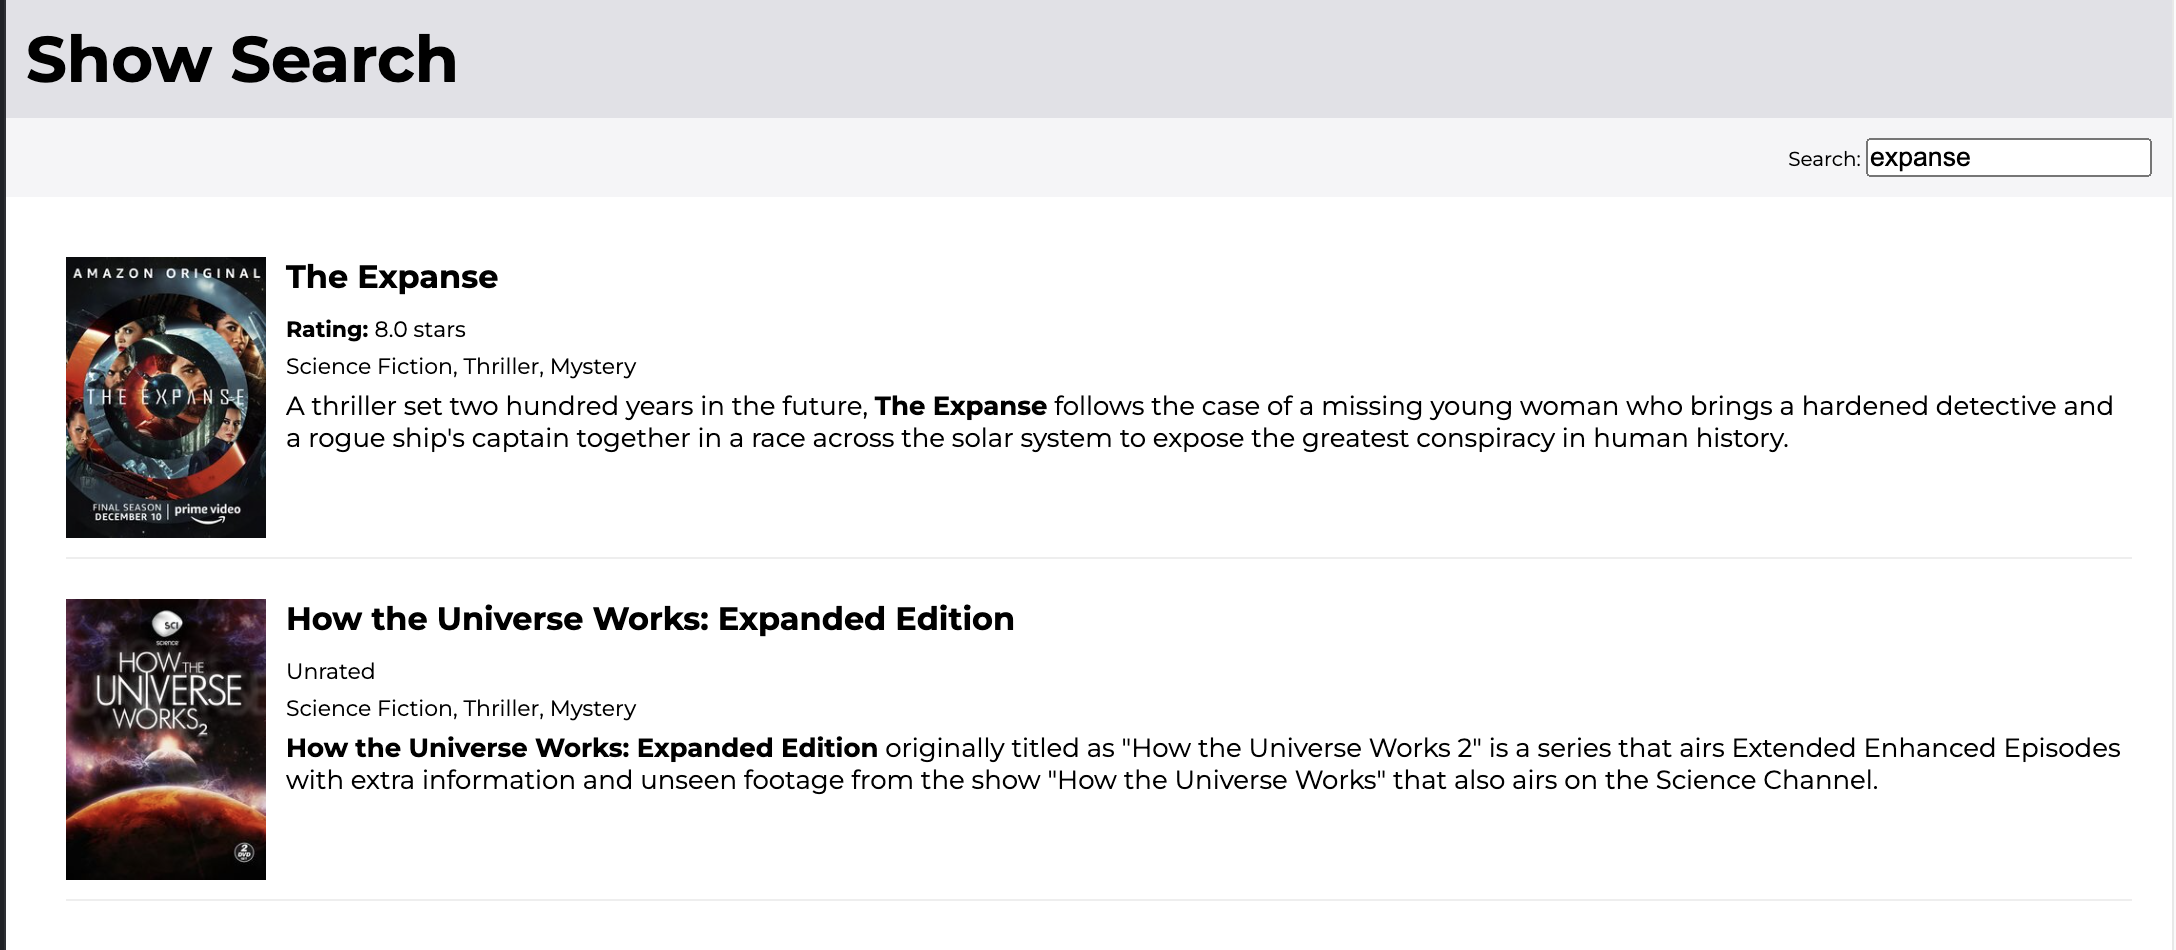 Show Search
Search: expanse
AMAZON ORIGINAL
THE EXPANSE
FINAL SEASON
DECEMBER 10
prime video
The Expanse
Rating: 8.0 stars
Science Fiction, Thriller, Mystery
A thriller set two hundred years in the future, The Expanse follows the case of a missing young woman who brings a hardened detective and
a rogue ship's captain together in a race across the solar system to expose the greatest conspiracy in human history.
SCI
science
HOW THE
UNIVERSE
WORKS 2
2
DVD
SET
How the Universe Works: Expanded Edition
Unrated
Science Fiction, Thriller, Mystery
How the Universe Works: Expanded Edition originally titled as "How the Universe Works 2" is a series that airs Extended Enhanced Episodes
with extra information and unseen footage from the show "How the Universe Works" that also airs on the Science Channel.